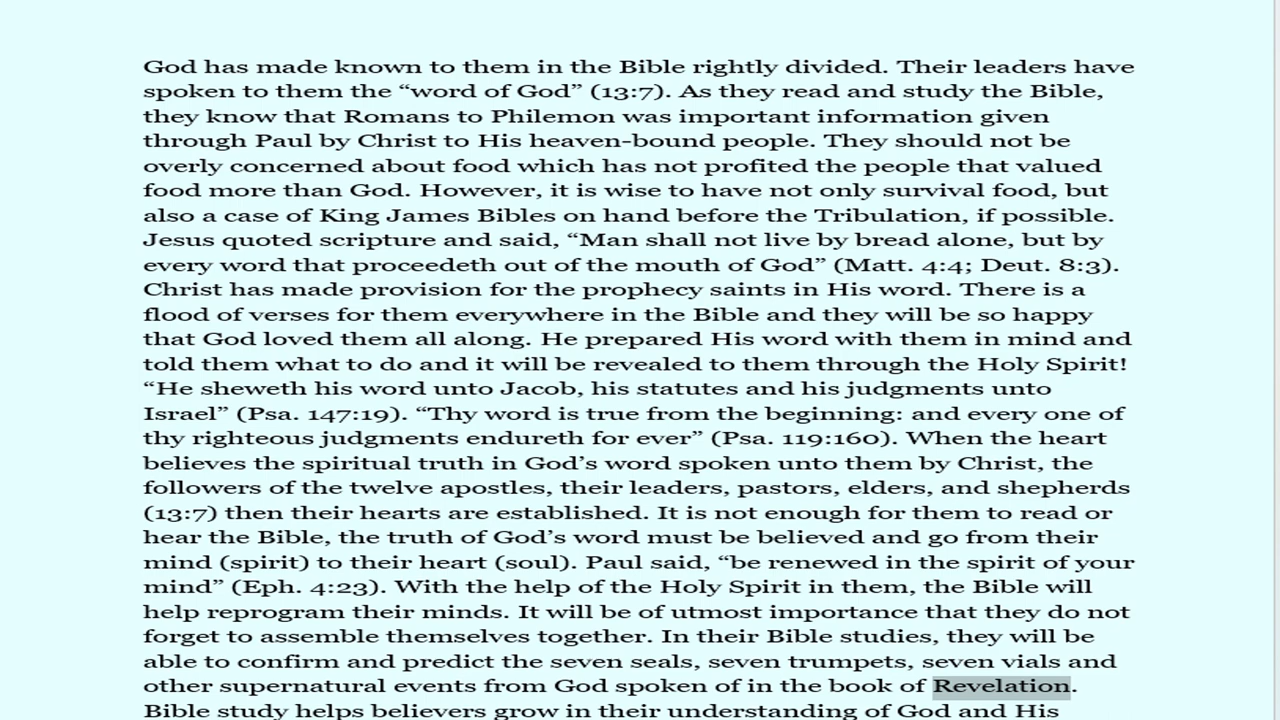 God has made known to them in the Bible rightly divided. Their leaders have
spoken to them the “word of God” (13:7). As they read and study the Bible,
they know that Romans to Philemon was important information given
through Paul by Christ to His heaven-bound people. They should not be
overly concerned about food which has not profited the people that valued
food more than God. However, it is wise to have not only survival food, but
also a case of King James Bibles on hand before the Tribulation, if possible.
Jesus quoted scripture and said, “Man shall not live by bread alone, but by
every word that proceedeth out of the mouth of God” (Matt. 4:4; Deut. 8:3).
Christ has made provision for the prophecy saints in His word. There is a
flood of verses for them everywhere in the Bible and they will be so happy
that God loved them all along. He prepared His word with them in mind and
told them what to do and it will be revealed to them through the Holy Spirit!
“He sheweth his word unto Jacob, his statutes and his judgments unto
Israel” (Psa. 147:19). “Thy word is true from the beginning: and every one of
thy righteous judgments endureth for ever” (Psa. 119:160). When the heart
believes the spiritual truth in God’s word spoken unto them by Christ, the
followers of the twelve apostles, their leaders, pastors, elders, and shepherds
(13:7) then their hearts are established. It is not enough for them to read or
hear the Bible, the truth of God’s word must be believed and go from their
mind (spirit) to their heart (soul). Paul said, “be renewed in the spirit of your
mind” (Eph. 4:23). With the help of the Holy Spirit in them, the Bible will
help reprogram their minds. It will be of utmost importance that they do not
forget to assemble themselves together. In their Bible studies, they will be
able to confirm and predict the seven seals, seven trumpets, seven vials and
other supernatural events from God spoken of in the book of Revelation.
Bible study helps believers grow in their understanding of God and His